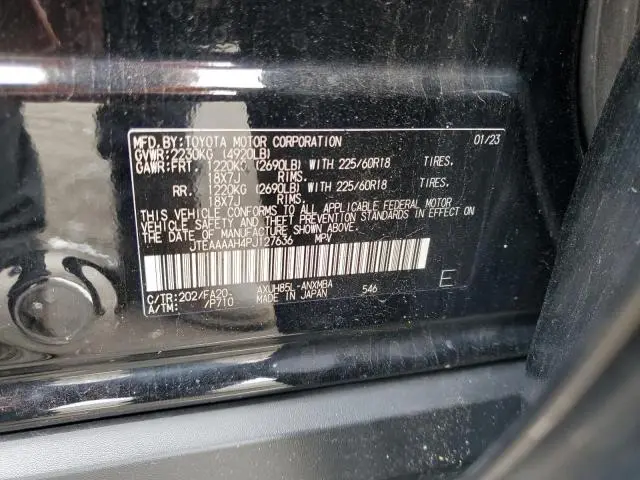 MFD.BY:TOYOTA MOTOR CORPORATION 01/23
GVWR:2230KG (4920LB)
GAWR:FRT. 1220KG (2690LB) WITH 225/60R18 TIRES,
18X7J RIMS.
RR. 1220KG (2690LB) WITH 225/60R18 TIRES,
18X7J RIMS.
THIS VEHICLE CONFORMS TO ALL APPLICABLE FEDERAL MOTOR
VEHICLE SAFETY AND THEFT PREVENTION STANDARDS IN EFFECT
ON THE DATE OF MANUFACTURE SHOWN ABOVE.
JTEAAAAH4PJ127636 MPV
C/TR:202/FA20- AXUH85L-ANXMBA 546 E
A/TM: /P710 MADE IN JAPAN